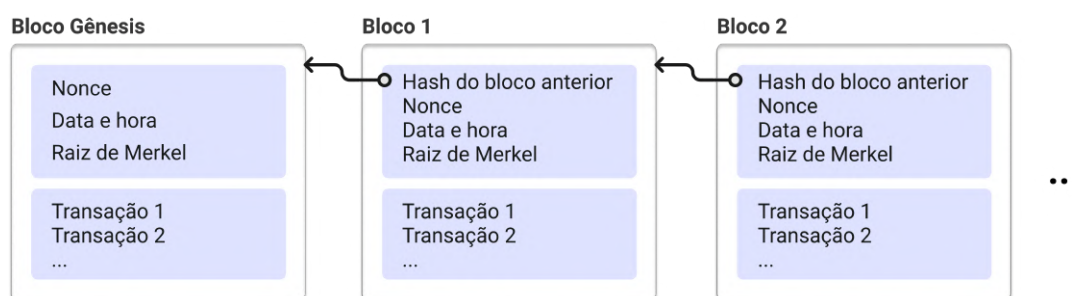 Bloco Gênesis
Nonce
Data e hora
Raiz de Merkel
Transação 1
Transação 2
...
Bloco 1
Hash do bloco anterior
Nonce
Data e hora
Raiz de Merkel
Transação 1
Transação 2
...
Bloco 2
Hash do bloco anterior
Nonce
Data e hora
Raiz de Merkel
Transação 1
Transação 2
...
..